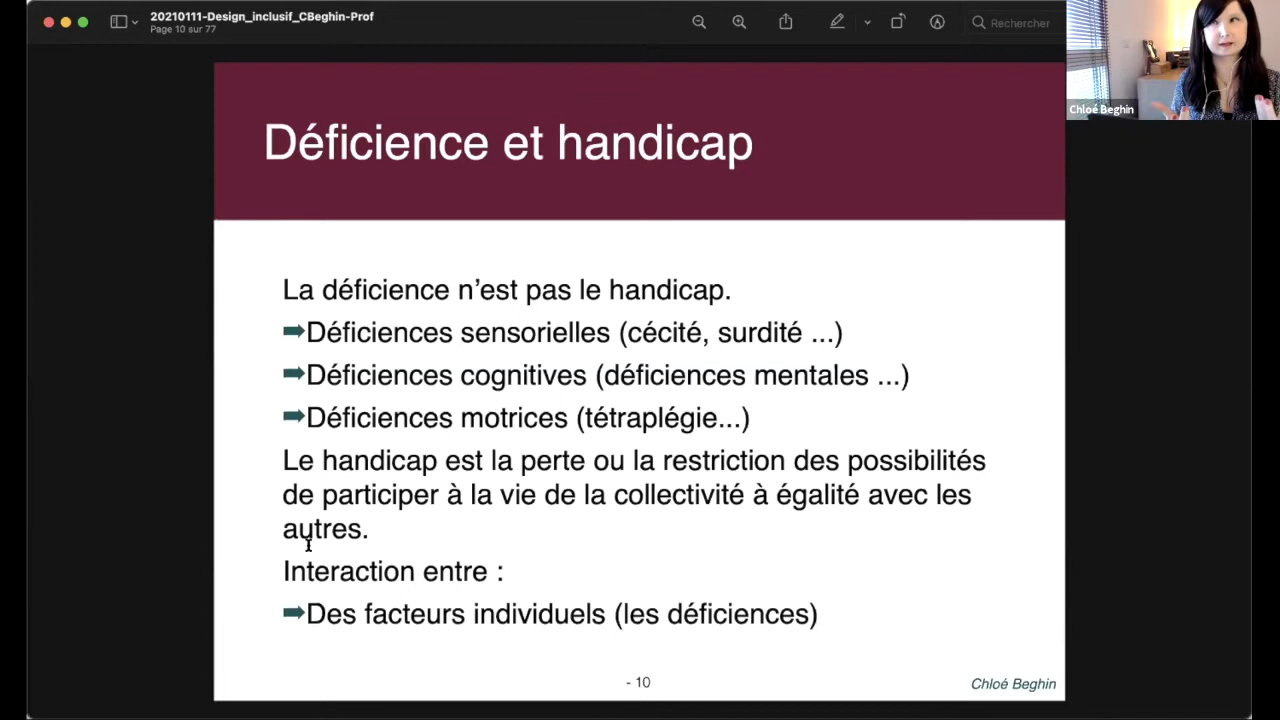 20210111-Design_inclusif_CBeghin-Prof
Page 10 sur 77
Rechercher
Chloé Beghin
Déficience et handicap
La déficience n'est pas le handicap.
➡Déficiences sensorielles (cécité, surdité ...)
➡Déficiences cognitives (déficiences mentales ...)
➡Déficiences motrices (tétraplégie...)
Le handicap est la perte ou la restriction des possibilités
de participer à la vie de la collectivité à égalité avec les
autres.
Interaction entre :
➡Des facteurs individuels (les déficiences)
- 10
Chloé Beghin